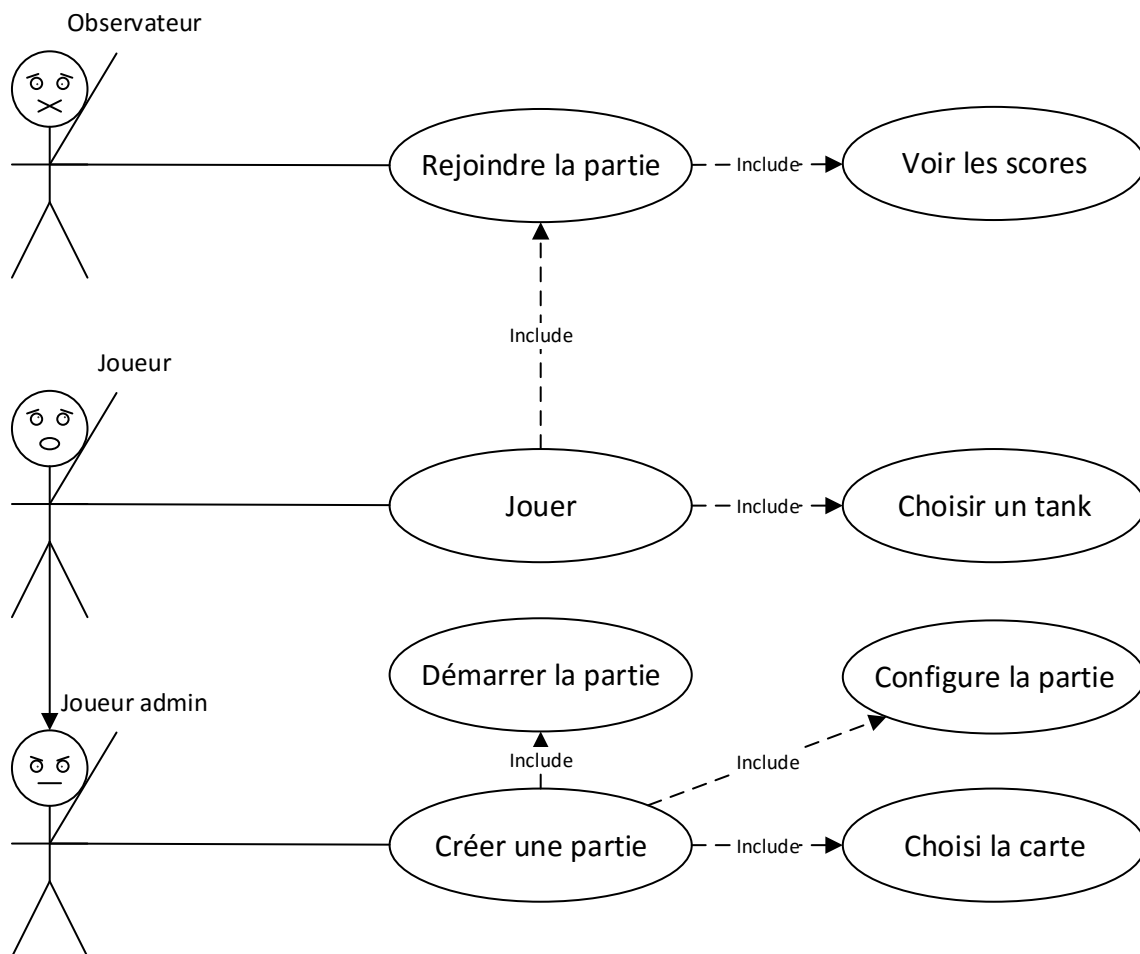 Observateur
Rejoindre la partie
Include
Voir les scores
Include
Joueur
Jouer
Include
Choisir un tank
Démarrer la partie
Configure la partie
Joueur admin
Include
Include
Créer une partie
Include
Choisi la carte